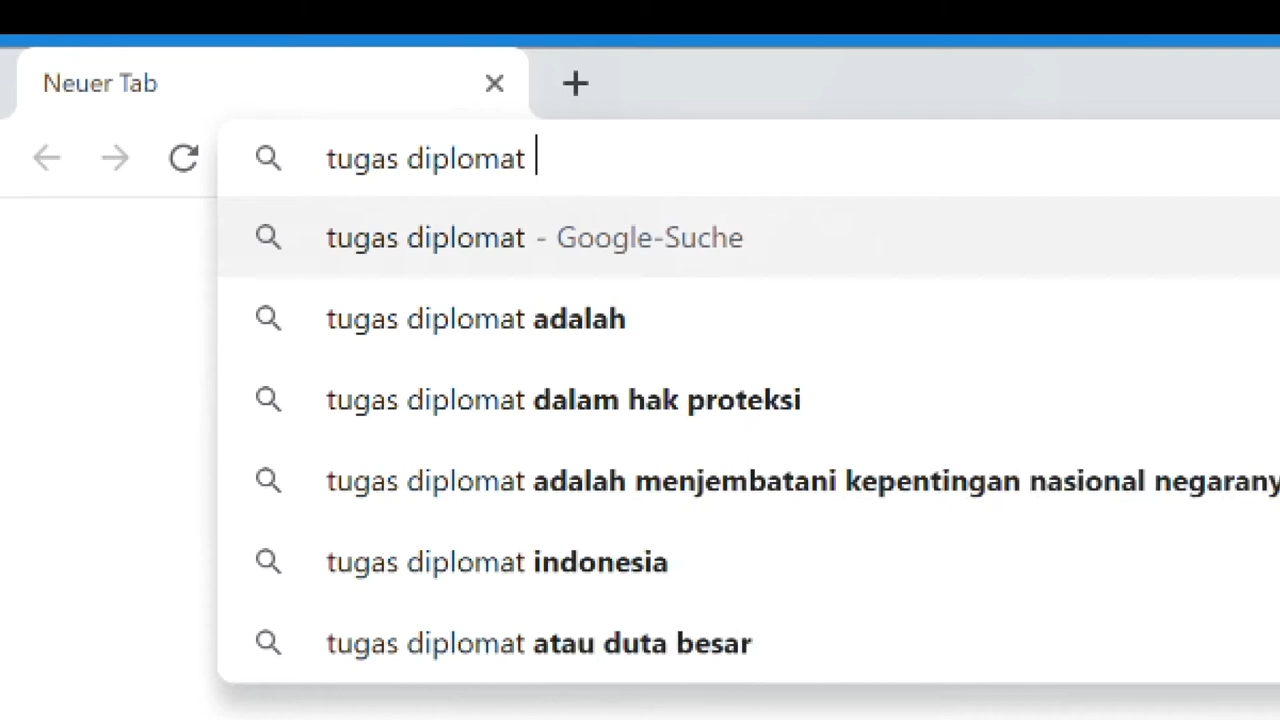 Neuer Tab
tugas diplomat
tugas diplomat - Google-Suche
tugas diplomat adalah
tugas diplomat dalam hak proteksi
tugas diplomat adalah menjembatani kepentingan nasional negarany
tugas diplomat indonesia
tugas diplomat atau duta besar